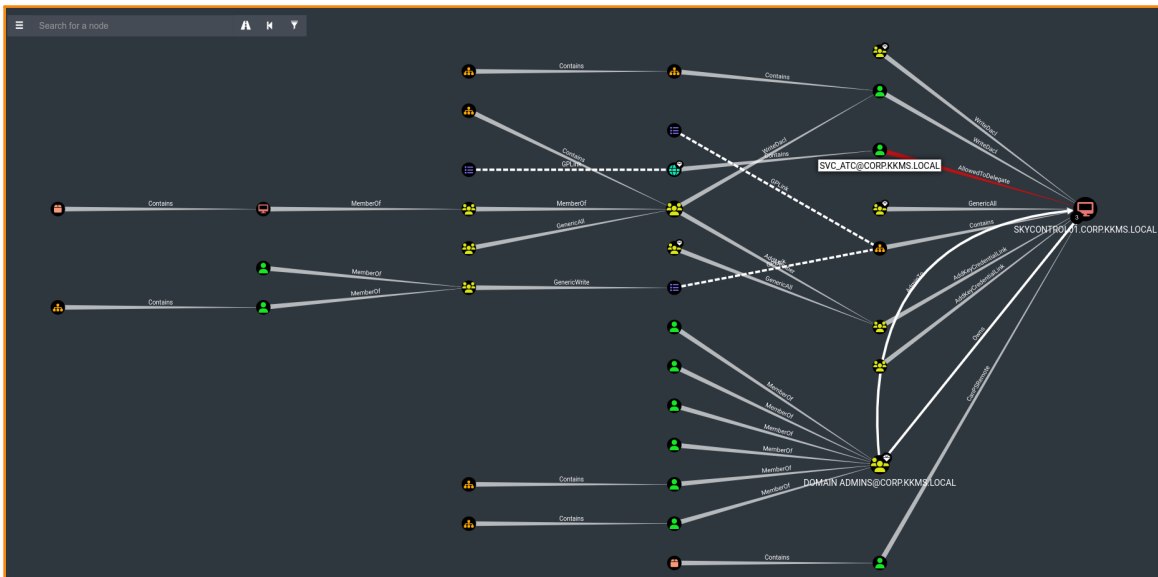 Search for a node
Contains
Contains
WriteDacl
WriteDacl
Contains
WriteDacl
Contains
GPLink
SVC_ATC@CORP.KKMS.LOCAL
AllowedToDelegate
GPLink
Contains
MemberOf
MemberOf
GenericAll
GenericAll
Contains
3
SKYCONTROL01.CORP.KKMS.LOCAL
MemberOf
GenericAll
AddKeyCredentialLink
AddKeyCredentialLink
GenericWrite
Contains
MemberOf
Owns
CanPSRemote
MemberOf
MemberOf
MemberOf
MemberOf
Contains
MemberOf
DOMAIN ADMINS@CORP.KKMS.LOCAL
MemberOf
Contains
Contains